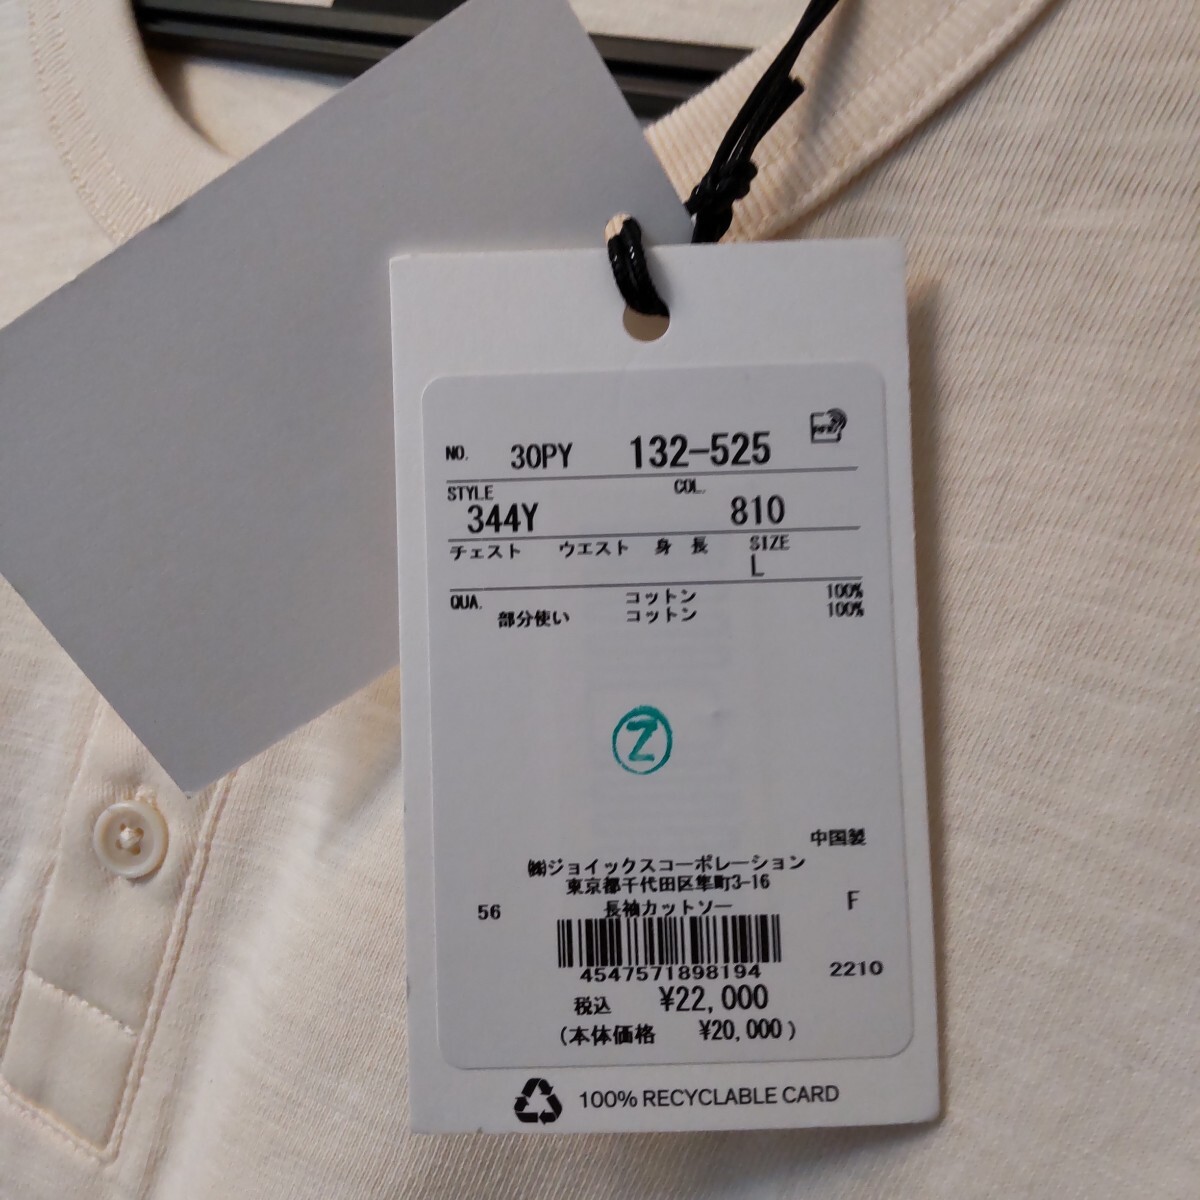 NO. 30PY 132-525
STYLE COL.
344Y 810
チェスト ウエスト 身長 SIZE
L
QUA. コットン 100%
部分使い コットン 100%
Z
中国製
㈱ジョイックスコーポレーション
東京都千代田区隼町3-16
56 長袖カットソー F
4547571898194 2210
税込 ¥22,000
(本体価格 ¥20,000)
100% RECYCLABLE CARD